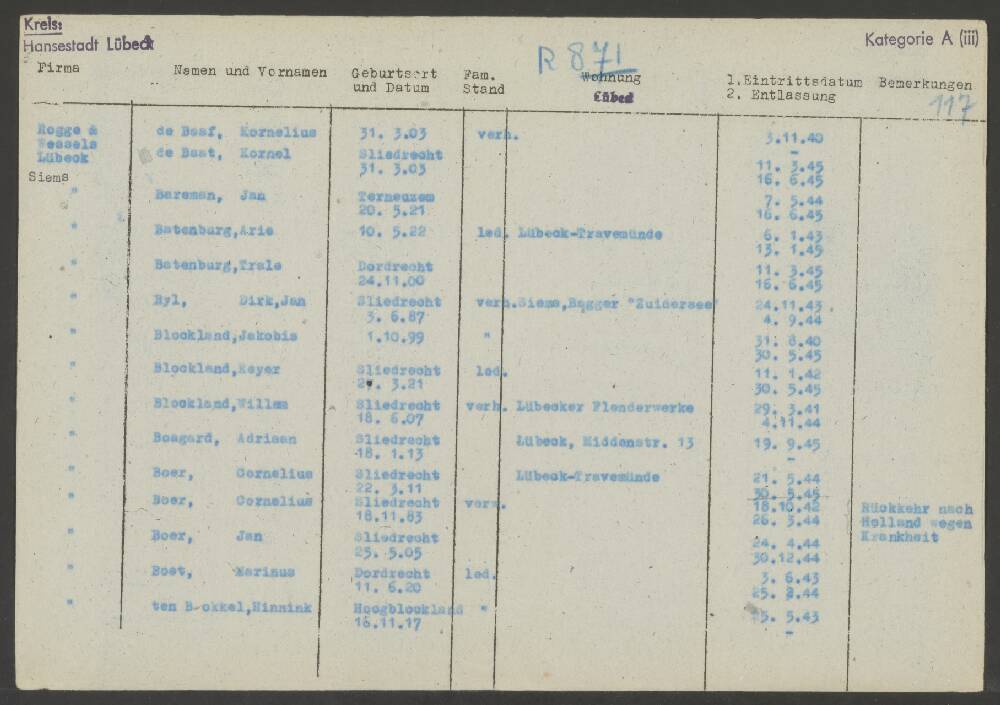 Kreis:
Hansestadt Lübeck
Kategorie A (iii)
R 871
Firma Namen und Vornamen Geburtsort Fam. Wohnung 1.Eintrittsdatum Bemerkungen
und Datum Stand Lübeck 2. Entlassung
117
Rogge & de Baaf, Kornelius 31. 3.03 verh. 3.11.40
Wessels -
Lübeck de Baat, Kornel Sliedrecht 11. 3.45
31. 3.03 16. 6.45
Siems
" Bareman, Jan Terneuzem 7. 5.44
20. 5.21 16. 6.45
" Batenburg,Arie 10. 5.22 led. Lübeck-Travemünde 6. 1.43
13. 1.45
" Batenburg,Trale Dordrecht 11. 3.45
24.11.00 16. 6.45
" Byl, Dirk,Jan Sliedrecht verh. Siems,Bagger "Zuidersee" 24.11.43
3. 6.87 4. 9.44
" Blockland,Jakobis 1.10.99 " 31. 8.40
30. 5.45
" Blockland,Keyer Sliedrecht led. 11. 1.42
3.21 30. 5.45
" Blockland,Willem Sliedrecht verh. Lübecker Flenderwerke 29. 3.41
18. 6.07 4.11.44
" Boagard, Adriaan Sliedrecht Lübeck, Middenstr. 13 19. 9.45
18. 1.13 -
" Boer, Cornelius Sliedrecht Lübeck-Travemünde 21. 5.44
22. 3.11 30. 5.45
" Boer, Cornelius Sliedrecht verw. 18.10.42 Rückkehr nach
18.11.83 26. 3.44 Holland wegen
Krankheit
" Boer, Jan Sliedrecht 24. 4.44
25. 5.05 30.12.44
" Boet, Marinus Dordrecht led. 3. 6.43
11. 6.20 25. 2.44
" ten Brokkel,Hinnink Hoogblockland " 25. 5.43
16.11.17 -